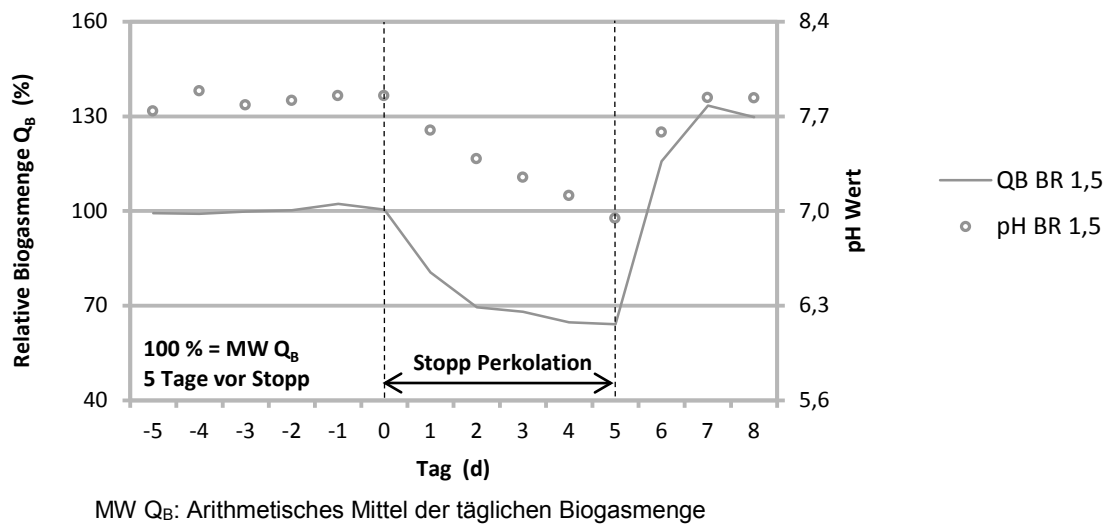 Relative Biogasmenge QB (%)
160
130
100
70
40
100 % = MW QB
5 Tage vor Stopp
Stopp Perkolation
-5 -4 -3 -2 -1 0 1 2 3 4 5 6 7 8
Tag (d)
8,4
7,7
7,0
6,3
5,6
pH Wert
QB BR 1,5
pH BR 1,5
MW QB: Arithmetisches Mittel der täglichen Biogasmenge